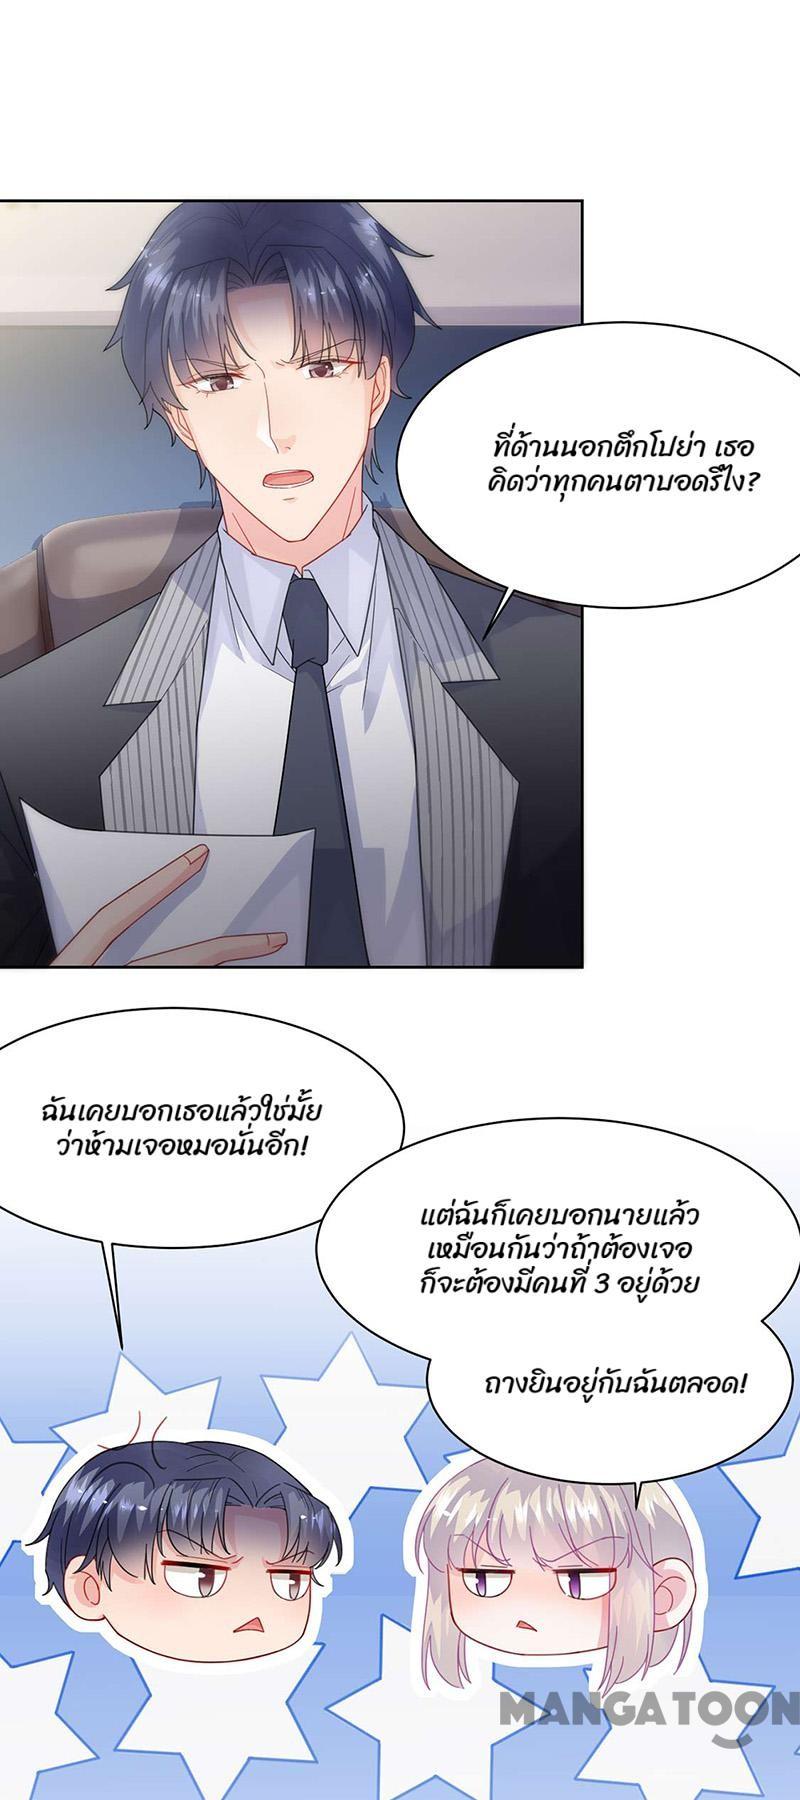 ที่ด้านนอกตึกโปย่า เธอ
คิดว่าทุกคนตาบอดรึไง?
ฉันเคยบอกเธอแล้วใช่มั้ย
ว่าห้ามเจอหมอนั่นอีก!
แต่ฉันก็เคยบอกนายแล้ว
เหมือนกันว่าถ้าต้องเจอ
ก็จะต้องมีคนที่ 3 อยู่ด้วย
ถางยินอยู่กับฉันตลอด!
MANGATOON